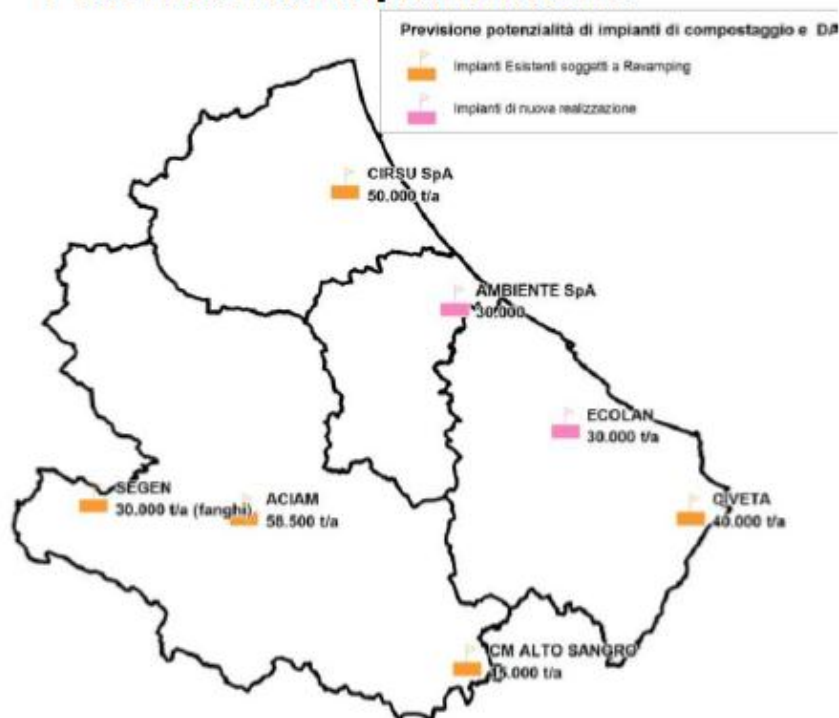 Previsione potenzialità di impianti di compostaggio e DA
Impianti Esistenti soggetti a Revamping
Impianti di nuova realizzazione
CIRSU SpA
50.000 t/a
AMBIENTE SpA
30.000
ECOLAN
30.000 t/a
SEGEN
30.000 t/a (fanghi)
ACIAM
58.500 t/a
CIVETA
40.000 t/a
CM ALTO SANGRO